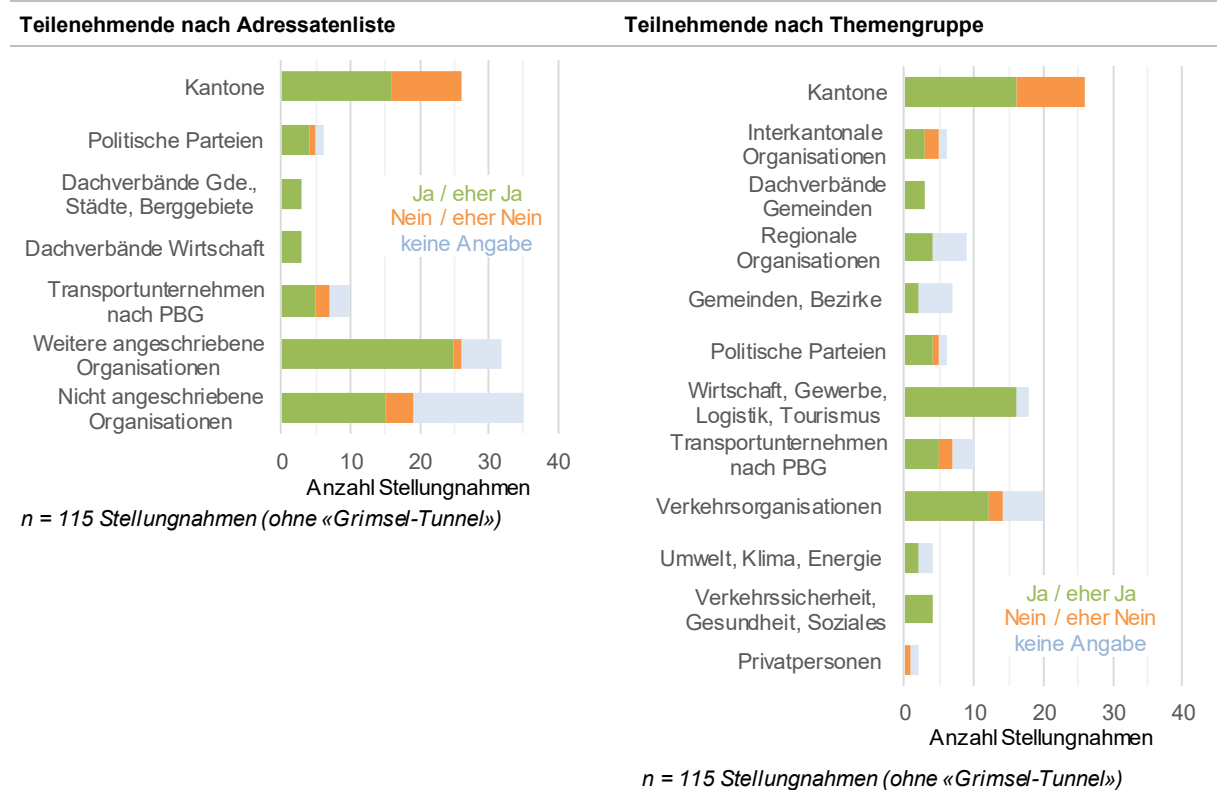 Teilenehmende nach Adressatenliste
Kantone
Politische Parteien
Dachverbände Gde.,
Städte, Berggebiete
Dachverbände Wirtschaft
Transportunternehmen
nach PBG
Weitere angeschriebene
Organisationen
Nicht angeschriebene
Organisationen
Ja / eher Ja
Nein / eher Nein
keine Angabe
0 10 20 30 40
Anzahl Stellungnahmen
n = 115 Stellungnahmen (ohne «Grimsel-Tunnel»)
Teilnehmende nach Themengruppe
Kantone
Interkantonale
Organisationen
Dachverbände
Gemeinden
Regionale
Organisationen
Gemeinden, Bezirke
Politische Parteien
Wirtschaft, Gewerbe,
Logistik, Tourismus
Transportunternehmen
nach PBG
Verkehrsorganisationen
Umwelt, Klima, Energie
Verkehrssicherheit,
Gesundheit, Soziales
Privatpersonen
Ja / eher Ja
Nein / eher Nein
keine Angabe
0 10 20 30 40
Anzahl Stellungnahmen
n = 115 Stellungnahmen (ohne «Grimsel-Tunnel»)